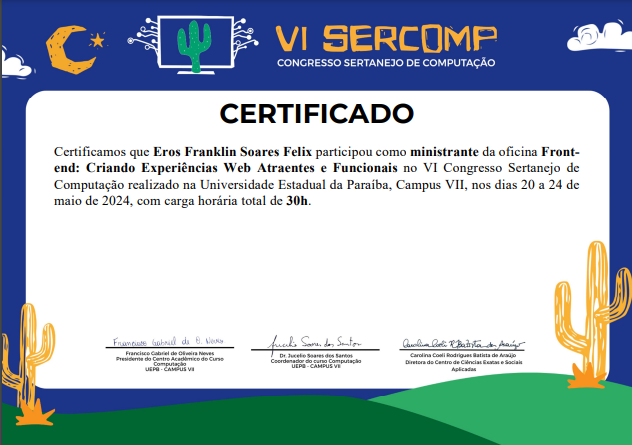 VI SERCOMP
CONGRESSO SERTANEJO DE COMPUTAÇÃO
CERTIFICADO
Certificamos que Eros Franklin Soares Felix participou como ministrante da oficina Front-
end: Criando Experiências Web Atraentes e Funcionais no VI Congresso Sertanejo de
Computação realizado na Universidade Estadual da Paraíba, Campus VII, nos dias 20 a 24 de
maio de 2024, com carga horária total de 30h.
Francisco Gabriel de O. Neves
Francisco Gabriel de Oliveira Neves
Presidente do Centro Acadêmico do Curso
Computação
UEPB - CAMPUS VII
Jucelio Soares dos Santos
Dr. Jucelio Soares dos Santos
Coordenador do curso Computação
UEPB - CAMPUS VII
Carolina Coeli R. Batista de Araújo
Carolina Coeli Rodrigues Batista de Araújo
Diretora do Centro de Ciências Exatas e Sociais
Aplicadas